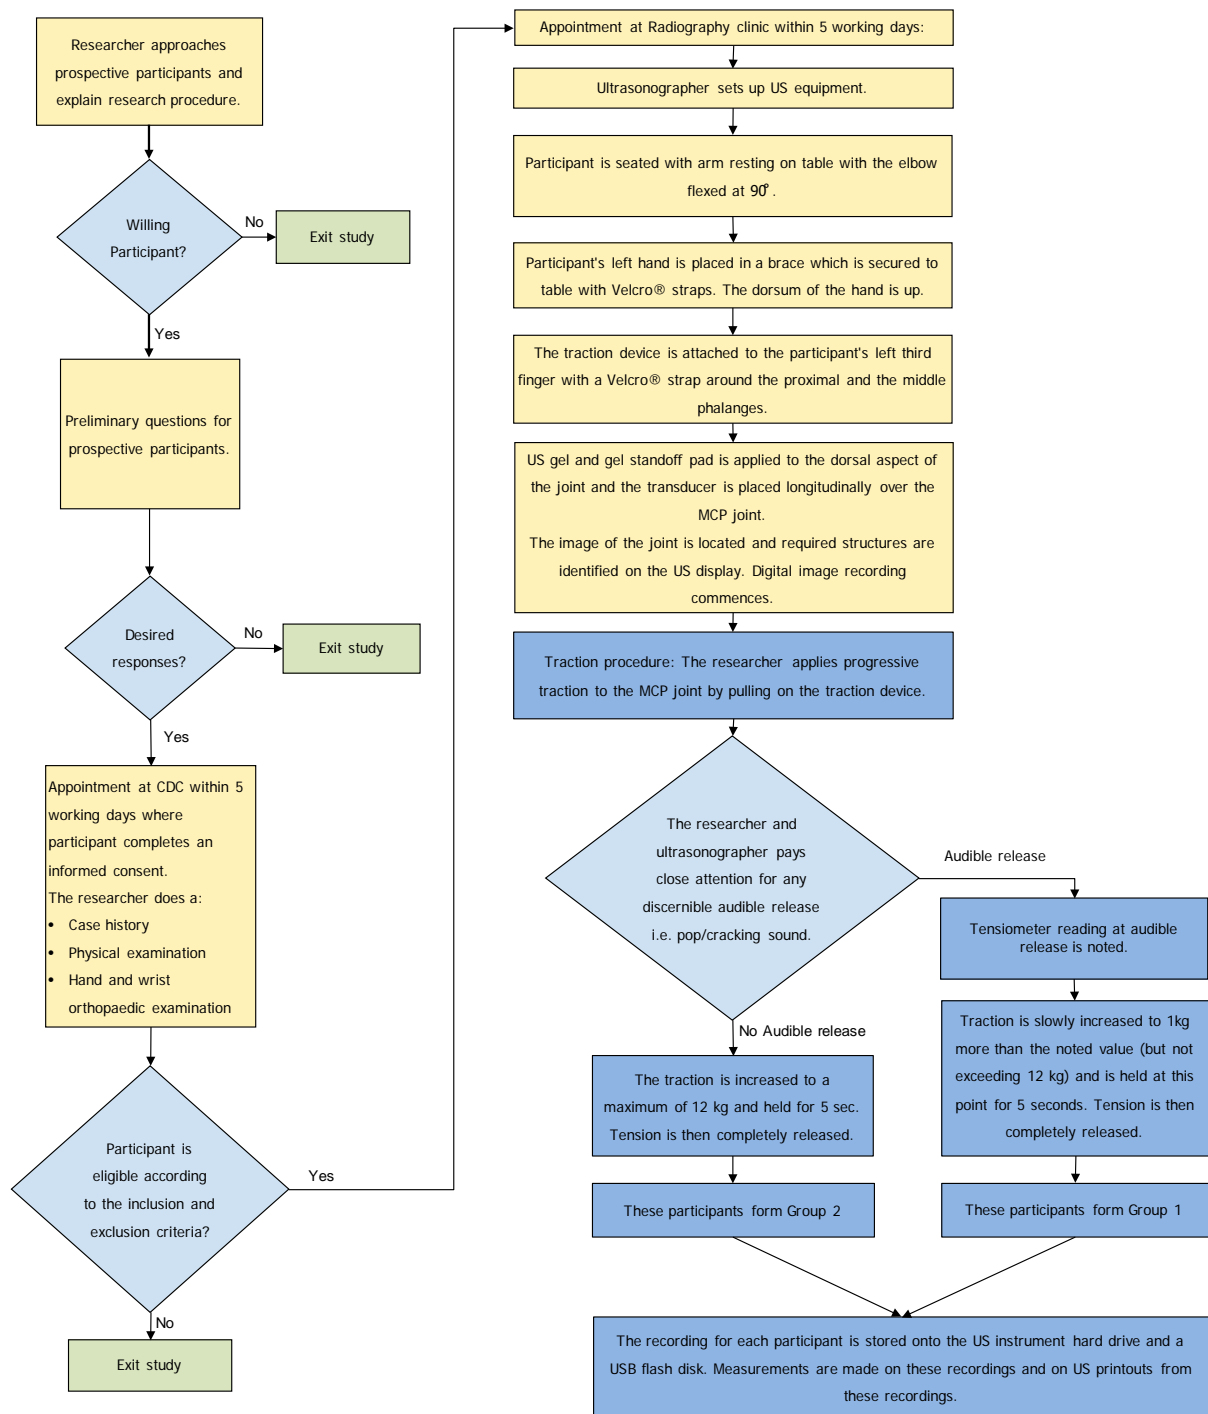 Researcher approaches
prospective participants and
explain research procedure.
Willing
Participant?
No
Exit study
Yes
Preliminary questions for
prospective participants.
Desired
responses?
No
Exit study
Yes
Appointment at CDC within 5
working days where
participant completes an
informed consent.
The researcher does a:
• Case history
• Physical examination
• Hand and wrist
orthopaedic examination
Participant is
eligible according
to the inclusion and
exclusion criteria?
Yes
No
Exit study
Appointment at Radiography clinic within 5 working days:
Ultrasonographer sets up US equipment.
Participant is seated with arm resting on table with the elbow
flexed at 90°.
Participant's left hand is placed in a brace which is secured to
table with Velcro® straps. The dorsum of the hand is up.
The traction device is attached to the participant's left third
finger with a Velcro® strap around the proximal and the middle
phalanges.
US gel and gel standoff pad is applied to the dorsal aspect of
the joint and the transducer is placed longitudinally over the
MCP joint.
The image of the joint is located and required structures are
identified on the US display. Digital image recording
commences.
Traction procedure: The researcher applies progressive
traction to the MCP joint by pulling on the traction device.
The researcher and
ultrasonographer pays
close attention for any
discernible audible release
i.e. pop/cracking sound.
Audible release
Tensiometer reading at audible
release is noted.
Traction is slowly increased to 1kg
more than the noted value (but not
exceeding 12 kg) and is held at this
point for 5 seconds. Tension is then
completely released.
These participants form Group 1
No Audible release
The traction is increased to a
maximum of 12 kg and held for 5 sec.
Tension is then completely released.
These participants form Group 2
The recording for each participant is stored onto the US instrument hard drive and a
USB flash disk. Measurements are made on these recordings and on US printouts from
these recordings.